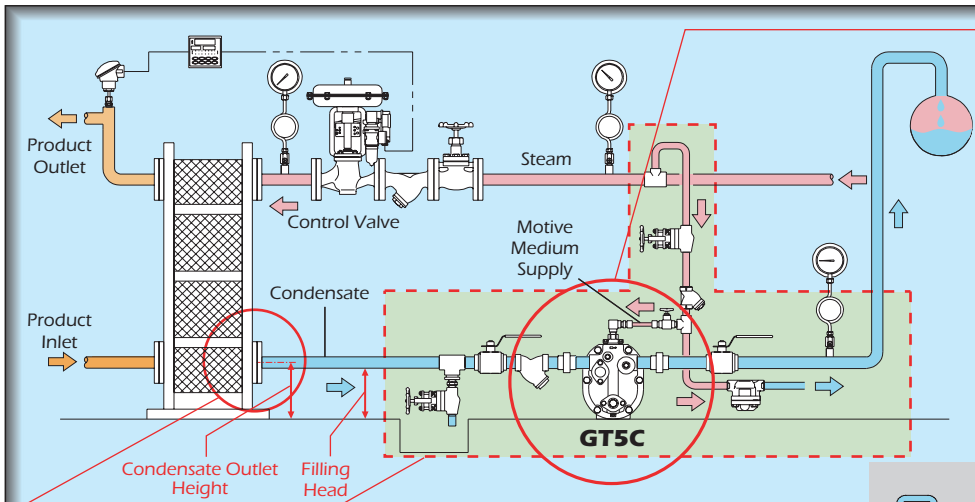 Product
Outlet
Steam
Control Valve
Motive
Medium
Supply
Condensate
Product
Inlet
GT5C
Condensate Outlet
Height
Filling
Head